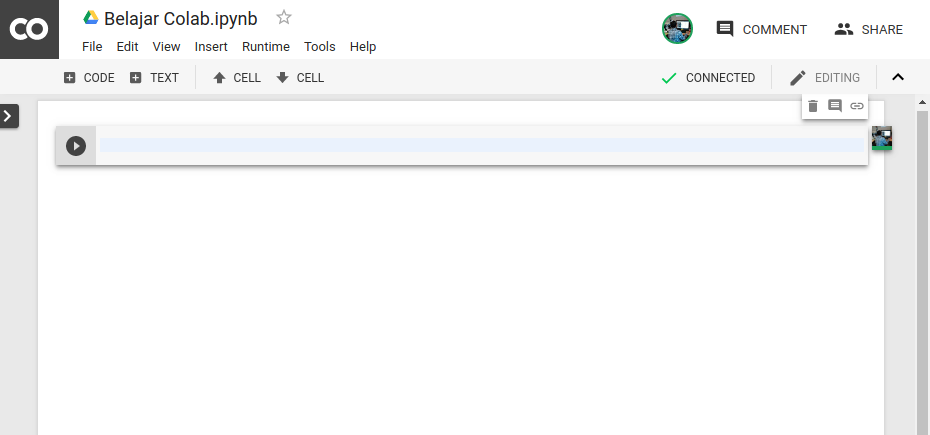 CO
Belajar Colab.ipynb
COMMENT SHARE
File Edit View Insert Runtime Tools Help
CODE TEXT CELL CELL CONNECTED EDITING